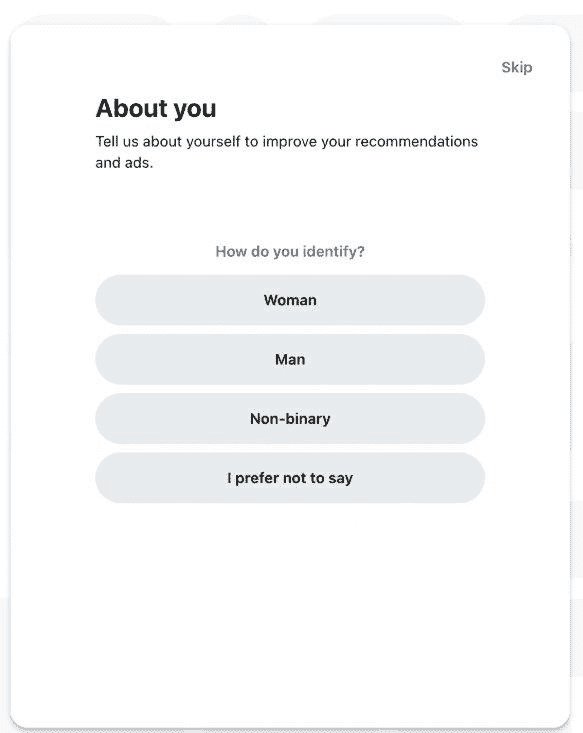 Skip
About you
Tell us about yourself to improve your recommendations
and ads.
How do you identify?
Woman
Man
Non-binary
I prefer not to say